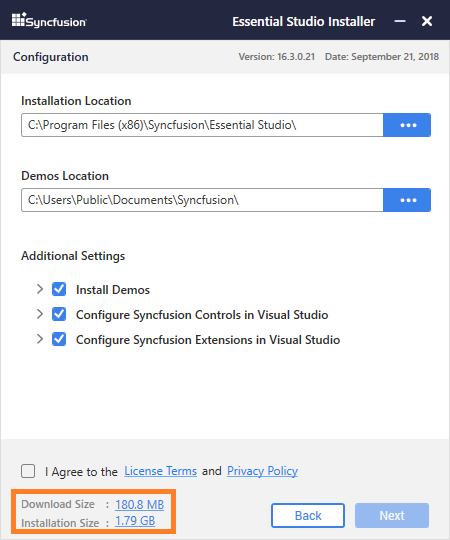 Syncfusion Essential Studio Installer
Configuration Version: 16.3.0.21 Date: September 21, 2018
Installation Location
C:\Program Files (x86)\Syncfusion\Essential Studio\
Demos Location
C:\Users\Public\Documents\Syncfusion\
Additional Settings
Install Demos
Configure Syncfusion Controls in Visual Studio
Configure Syncfusion Extensions in Visual Studio
I Agree to the License Terms and Privacy Policy
Download Size : 180.8 MB
Installation Size : 1.79 GB
Back Next